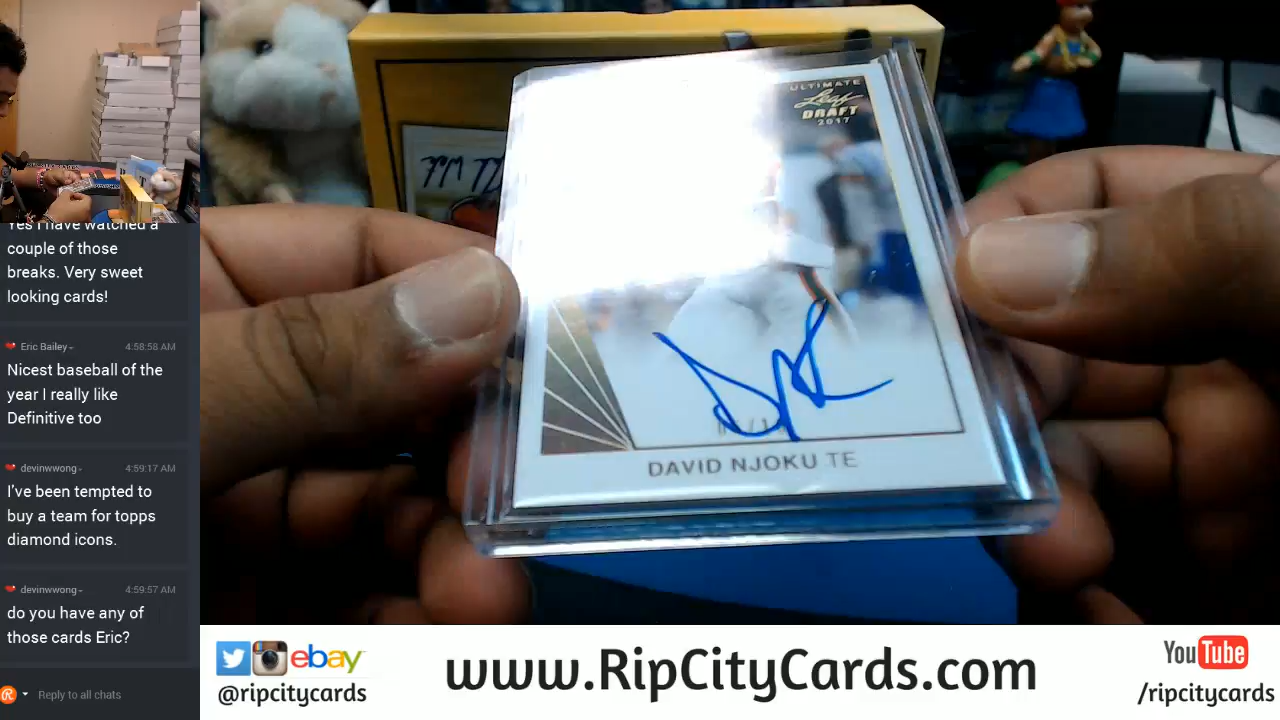 Yes I have watched a
couple of those
breaks. Very sweet
looking cards!
Eric Bailey
4:58:58 AM
Nicest baseball of the
year I really like
Definitive too
devinwwong
4:59:17 AM
I've been tempted to
buy a team for topps
diamond icons.
devinwwong
4:59:57 AM
do you have any of
those cards Eric?
Reply to all chats
ULTIMATE
Leaf
DRAFT
2017
DAVID NJOKU TE
ebay
@ripcitycards
www.RipCityCards.com
YouTube
/ripcitycards